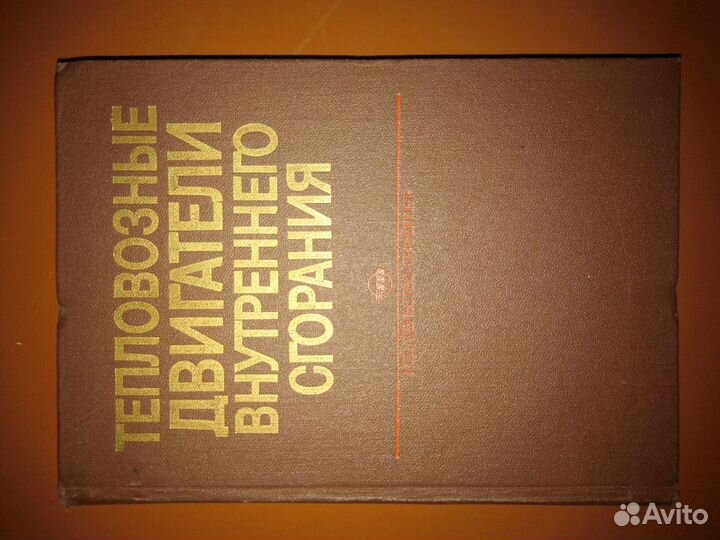 ТЕПЛОВОЗНЫЕ
ДВИГАТЕЛИ
ВНУТРЕННЕГО
СГОРАНИЯ
Avito